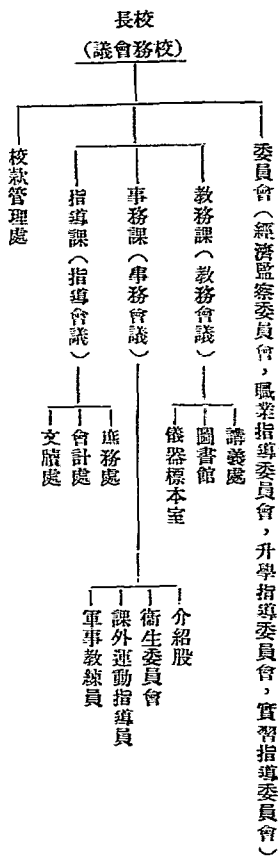 校長
（校務會議）
委員會（經濟監察委員會，職業指導委員會，升學指導委員會，實習指導委員會）
教務課（教務會議）
講義處
圖書館
儀器標本室
事務課（事務會議）
介紹股
衞生委員會
課外運動指導員
軍事教練員
指導課（指導會議）
庶務處
會計處
文牘處
校款管理處